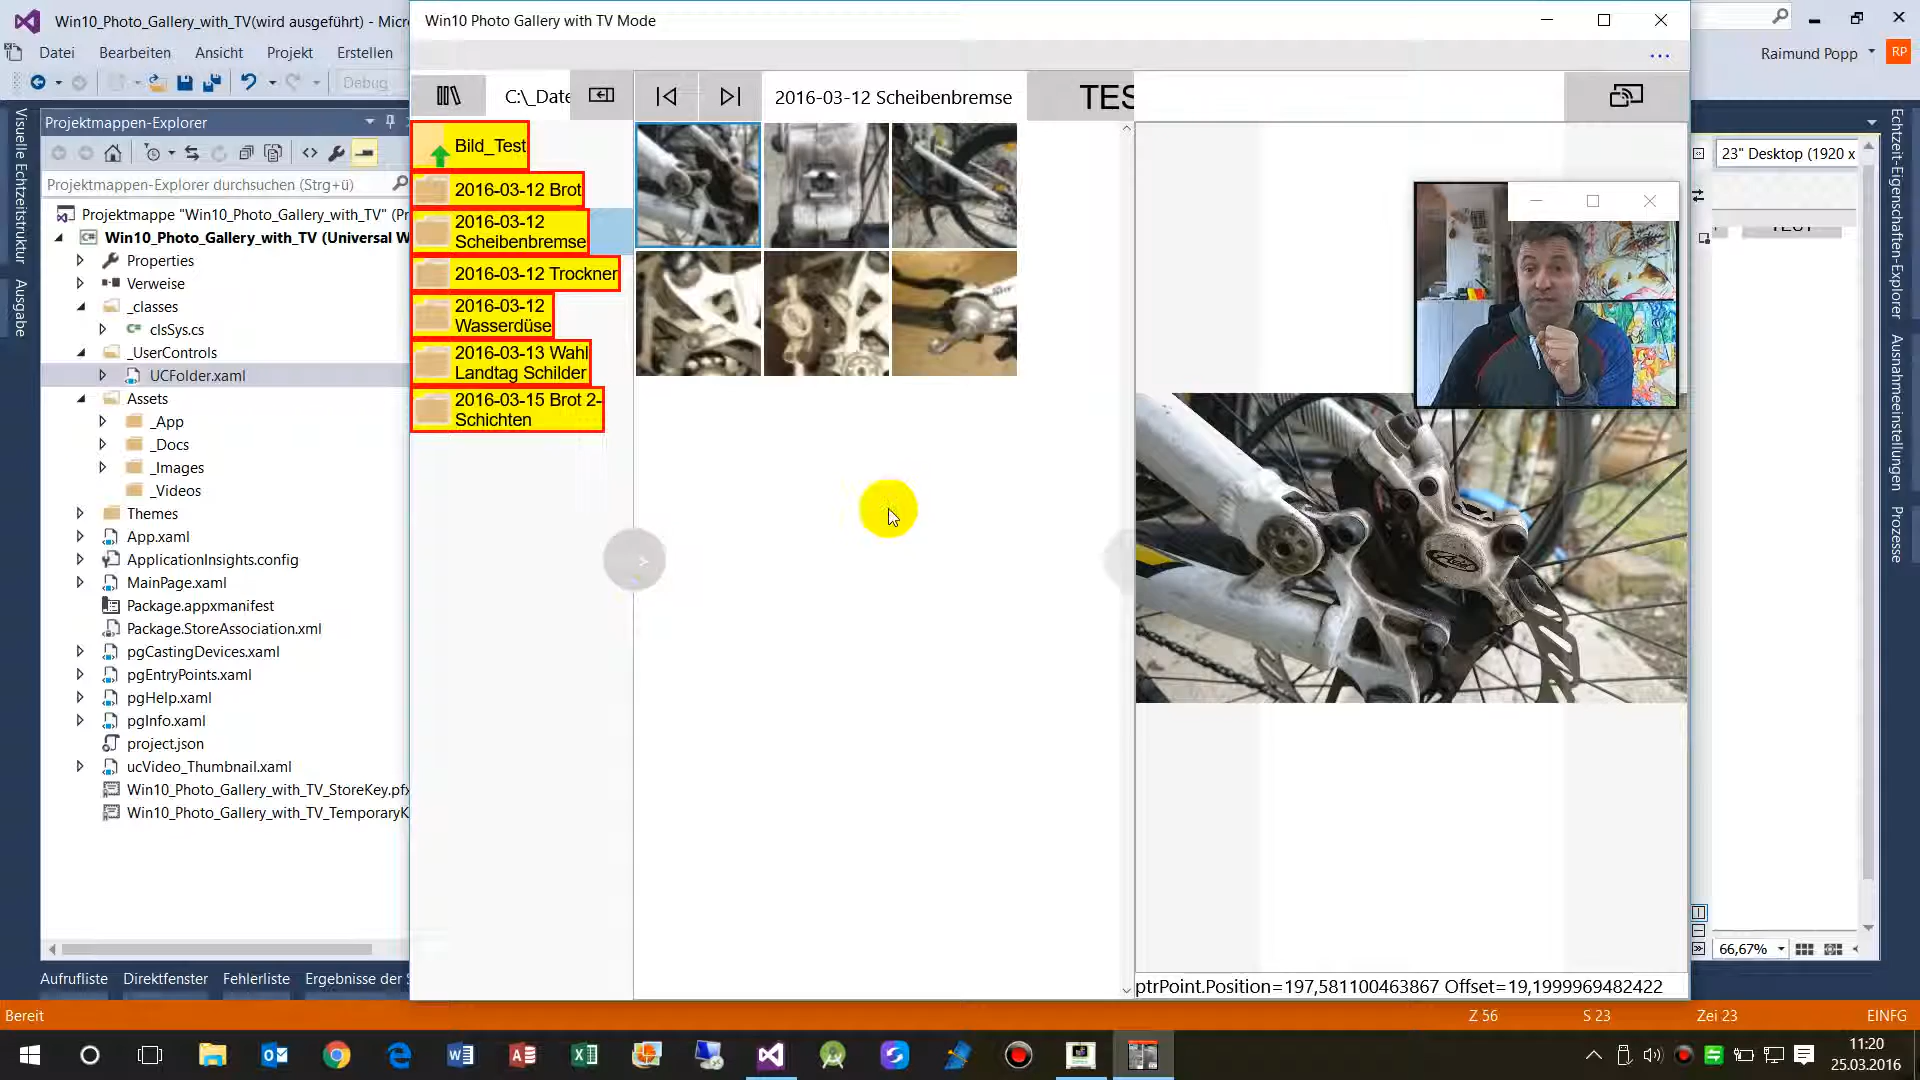 Win10_Photo_Gallery_with_TV(wird ausgeführt) - Micr
Win10 Photo Gallery with TV Mode
Datei Bearbeiten Ansicht Projekt Erstellen
Raimund Popp RP
Debug
Visuelle Echtzeitstruktur
Ausgabe
Projektmappen-Explorer
Projektmappen-Explorer durchsuchen (Strg+ü)
Projektmappe "Win10_Photo_Gallery_with_TV" (Pr
Win10_Photo_Gallery_with_TV (Universal W
Properties
Verweise
_classes
clsSys.cs
_UserControls
UCFolder.xaml
Assets
_App
_Docs
_Images
_Videos
Themes
App.xaml
ApplicationInsights.config
MainPage.xaml
Package.appxmanifest
Package.StoreAssociation.xml
pgCastingDevices.xaml
pgEntryPoints.xaml
pgHelp.xaml
pgInfo.xaml
project.json
ucVideo_Thumbnail.xaml
Win10_Photo_Gallery_with_TV_StoreKey.pfx
Win10_Photo_Gallery_with_TV_TemporaryK
Aufrufliste Direktfenster Fehlerliste Ergebnisse der S
C:\_Date
2016-03-12 Scheibenbremse
TES
Bild_Test
2016-03-12 Brot
2016-03-12
Scheibenbremse
2016-03-12 Trockner
2016-03-12
Wasserdüse
2016-03-13 Wahl
Landtag Schilder
2016-03-15 Brot 2-
Schichten
Avid
ptrPoint.Position=197,581100463867 Offset=19,1999969482422
23" Desktop (1920 x
66,67%
Echtzeit-Eigenschaften-Explorer
Ausnahmeeinstellungen
Prozesse
Bereit Z 56 S 23 Zei 23 EINFG
11:20
25.03.2016